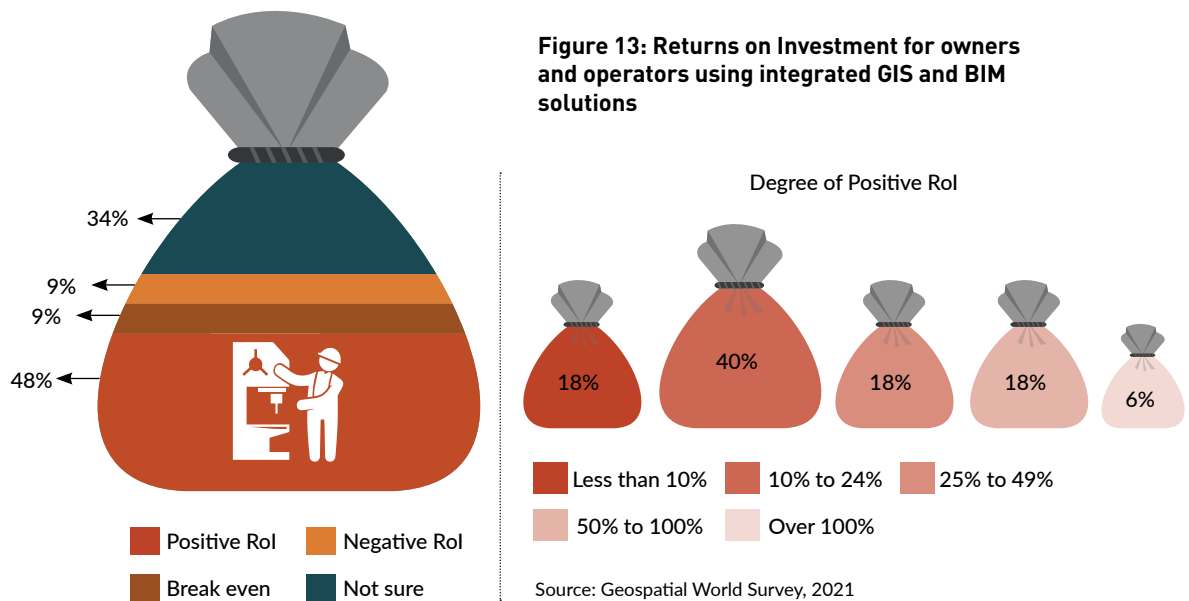 Figure 13: Returns on Investment for owners
and operators using integrated GIS and BIM
solutions
34%
9%
9%
48%
Positive RoI
Negative RoI
Break even
Not sure
Degree of Positive RoI
18%
40%
18%
18%
6%
Less than 10%
10% to 24%
25% to 49%
50% to 100%
Over 100%
Source: Geospatial World Survey, 2021